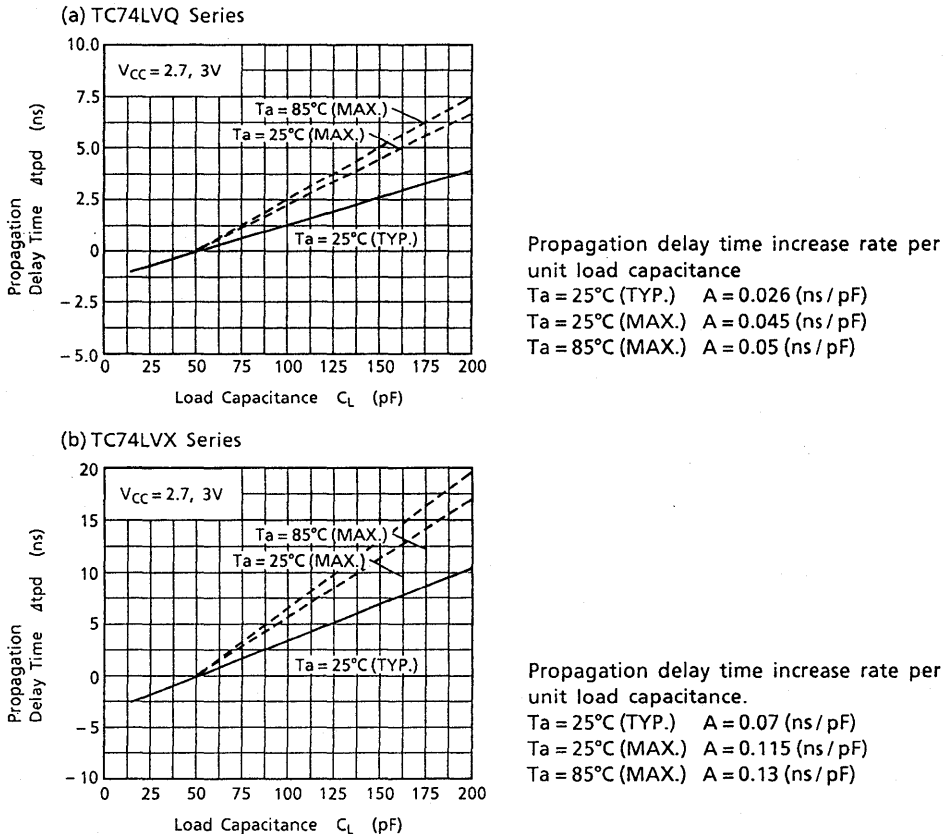 (a) TC74LVQ Series
10.0
VCC = 2.7, 3V
7.5
Ta = 85°C (MAX.)
Ta = 25°C (MAX.)
5.0
2.5
Ta = 25°C (TYP.)
0
−2.5
−5.0
Propagation
Delay Time Δtpd (ns)
0 25 50 75 100 125 150 175 200
Load Capacitance CL (pF)
Propagation delay time increase rate per
unit load capacitance
Ta = 25°C (TYP.) A = 0.026 (ns / pF)
Ta = 25°C (MAX.) A = 0.045 (ns / pF)
Ta = 85°C (MAX.) A = 0.05 (ns / pF)
(b) TC74LVX Series
20
VCC = 2.7, 3V
15
Ta = 85°C (MAX.)
Ta = 25°C (MAX.)
10
5
Ta = 25°C (TYP.)
0
−5
−10
Propagation
Delay Time Δtpd (ns)
0 25 50 75 100 125 150 175 200
Load Capacitance CL (pF)
Propagation delay time increase rate per
unit load capacitance.
Ta = 25°C (TYP.) A = 0.07 (ns / pF)
Ta = 25°C (MAX.) A = 0.115 (ns / pF)
Ta = 85°C (MAX.) A = 0.13 (ns / pF)